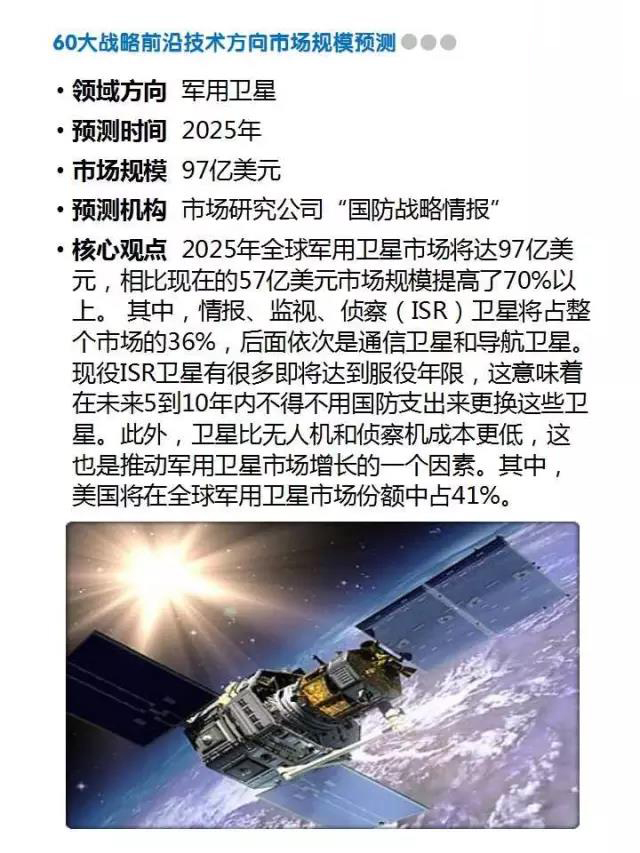 60大战略前沿技术方向市场规模预测
• 领域方向 军用卫星
• 预测时间 2025年
• 市场规模 97亿美元
• 预测机构 市场研究公司“国防战略情报”
• 核心观点 2025年全球军用卫星市场将达97亿美
元，相比现在的57亿美元市场规模提高了70%以
上。 其中，情报、监视、侦察（ISR）卫星将占整
个市场的36%，后面依次是通信卫星和导航卫星。
现役ISR卫星有很多即将达到服役年限，这意味着
在未来5到10年内不得不用国防支出来更换这些卫
星。此外，卫星比无人机和侦察机成本更低，这
也是推动军用卫星市场增长的一个因素。其中，
美国将在全球军用卫星市场份额中占41%。